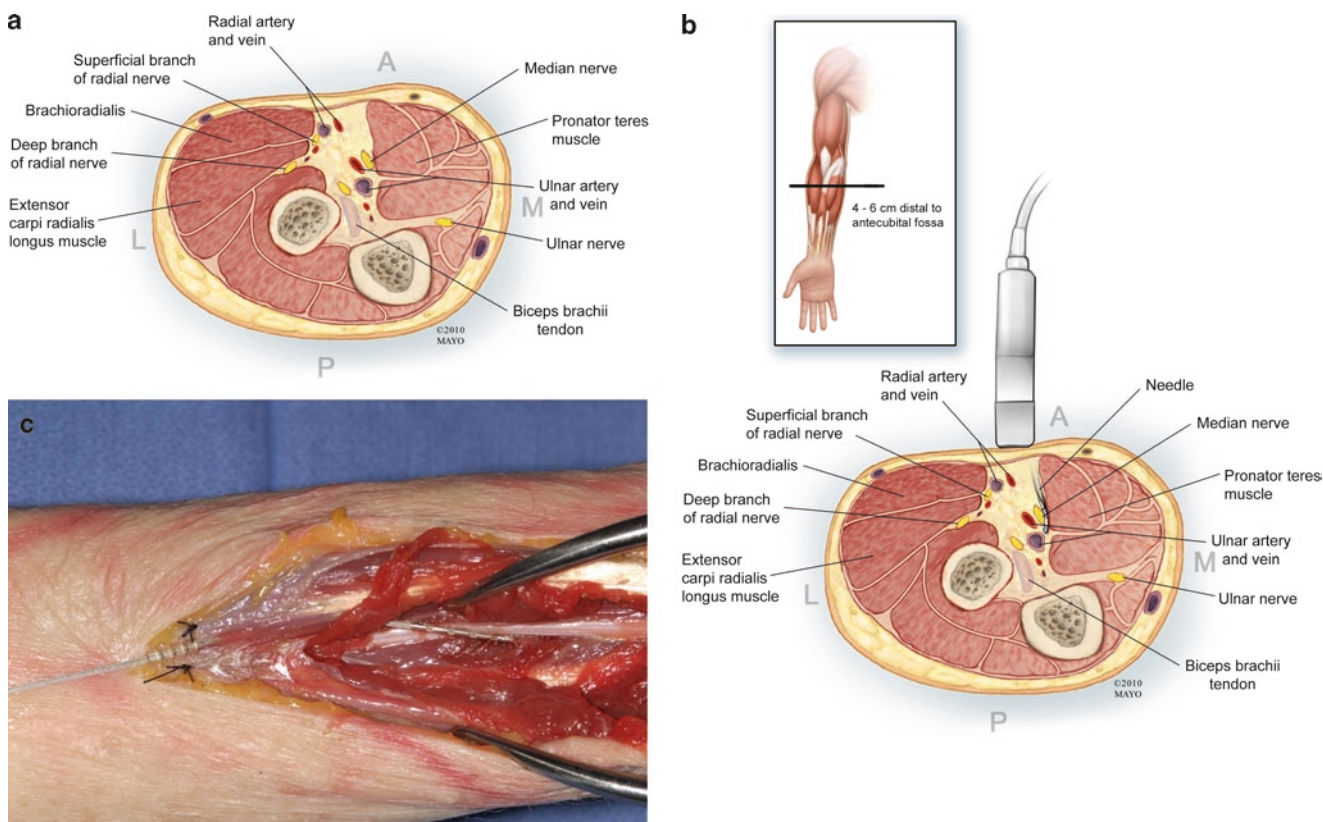 a
Radial artery
and vein
Superficial branch
of radial nerve
Brachioradialis
Deep branch
of radial nerve
Extensor
carpi radialis
longus muscle
A
Median nerve
Pronator teres
muscle
Ulnar artery
and vein
M
L
Ulnar nerve
Biceps brachii
tendon
©2010
MAYO
P
b
4 - 6 cm distal to
antecubital fossa
Radial artery
and vein
Superficial branch
of radial nerve
Brachioradialis
Deep branch
of radial nerve
Extensor
carpi radialis
longus muscle
A
Needle
Median nerve
Pronator teres
muscle
Ulnar artery
and vein
M
L
Ulnar nerve
Biceps brachii
tendon
©2010
MAYO
P
c